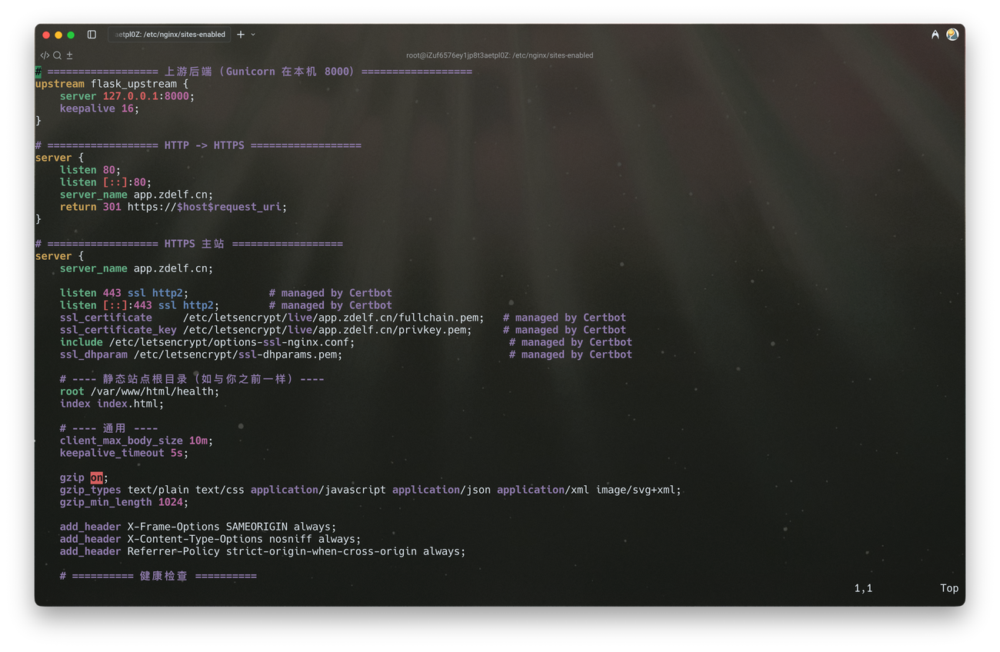 aetpl0Z: /etc/nginx/sites-enabled
root@iZuf6576ey1jp8t3aetpl0Z: /etc/nginx/sites-enabled
# ================== 上游后端（Gunicorn 在本机 8000）==================
upstream flask_upstream {
    server 127.0.0.1:8000;
    keepalive 16;
}

# ================== HTTP -> HTTPS ==================
server {
    listen 80;
    listen [::]:80;
    server_name app.zdelf.cn;
    return 301 https://$host$request_uri;
}

# ================== HTTPS 主站 ==================
server {
    server_name app.zdelf.cn;

    listen 443 ssl http2;             # managed by Certbot
    listen [::]:443 ssl http2;        # managed by Certbot
    ssl_certificate     /etc/letsencrypt/live/app.zdelf.cn/fullchain.pem;   # managed by Certbot
    ssl_certificate_key /etc/letsencrypt/live/app.zdelf.cn/privkey.pem;     # managed by Certbot
    include /etc/letsencrypt/options-ssl-nginx.conf;                         # managed by Certbot
    ssl_dhparam /etc/letsencrypt/ssl-dhparams.pem;                           # managed by Certbot

    # ---- 静态站点根目录（如与你之前一样）----
    root /var/www/html/health;
    index index.html;

    # ---- 通用 ----
    client_max_body_size 10m;
    keepalive_timeout 5s;

    gzip on;
    gzip_types text/plain text/css application/javascript application/json application/xml image/svg+xml;
    gzip_min_length 1024;

    add_header X-Frame-Options SAMEORIGIN always;
    add_header X-Content-Type-Options nosniff always;
    add_header Referrer-Policy strict-origin-when-cross-origin always;

    # ========== 健康检查 ==========
1,1 Top